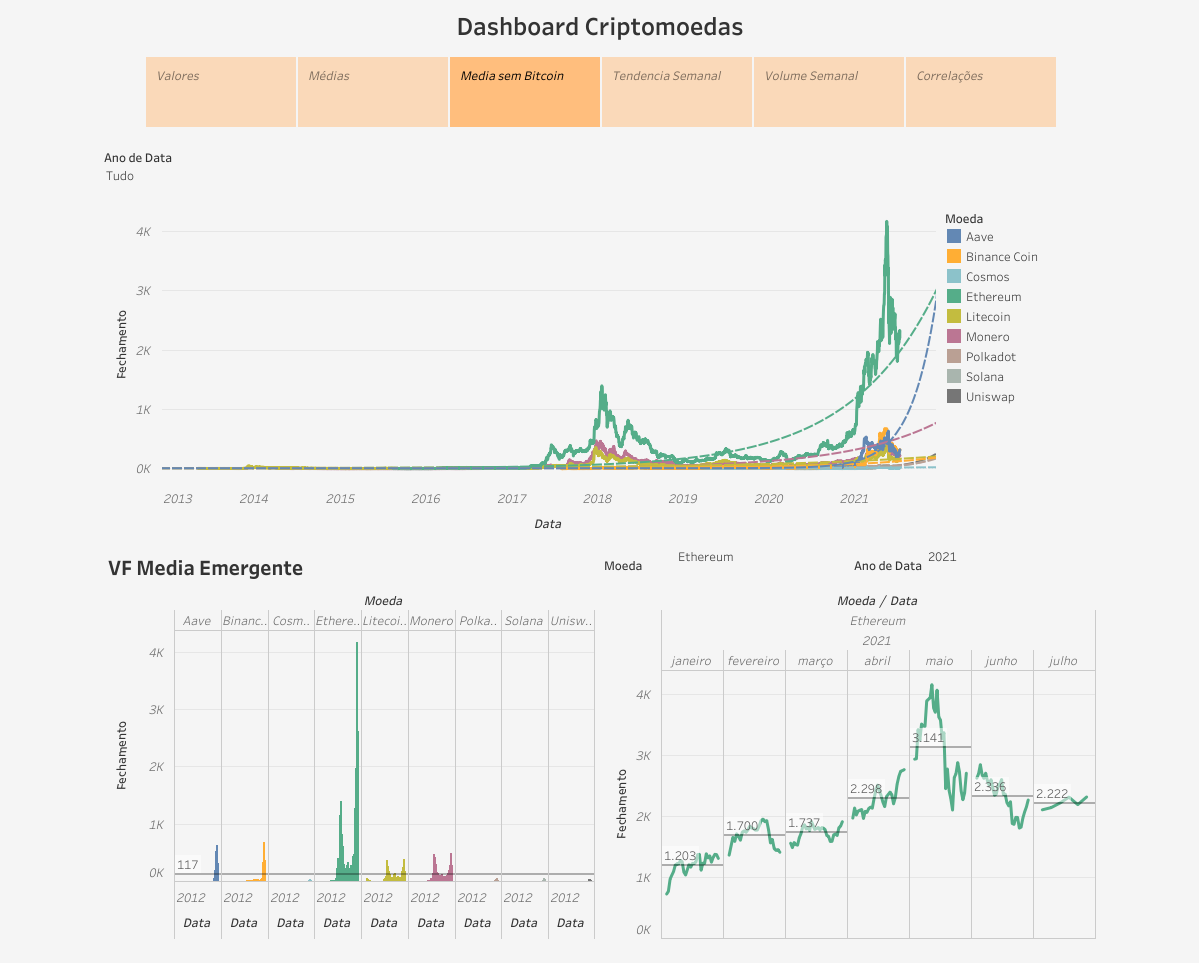 Dashboard Criptomoedas
Valores Médias Media sem Bitcoin Tendencia Semanal Volume Semanal Correlações
Ano de Data
Tudo
Moeda
Aave
Binance Coin
Cosmos
Ethereum
Litecoin
Monero
Polkadot
Solana
Uniswap
4K
3K
2K
1K
0K
Fechamento
2013 2014 2015 2016 2017 2018 2019 2020 2021
Data
VF Media Emergente
Moeda
Aave Binanc.. Cosm.. Ethere.. Litecoi.. Monero Polka.. Solana Unisw..
4K
3K
2K
1K
0K
Fechamento
117
2012 2012 2012 2012 2012 2012 2012 2012 2012
Data Data Data Data Data Data Data Data Data
Moeda Ethereum
Ano de Data 2021
Moeda / Data
Ethereum
2021
janeiro fevereiro março abril maio junho julho
4K
3K
2K
1K
0K
Fechamento
1.203 1.700 1.737 2.298 3.141 2.336 2.222